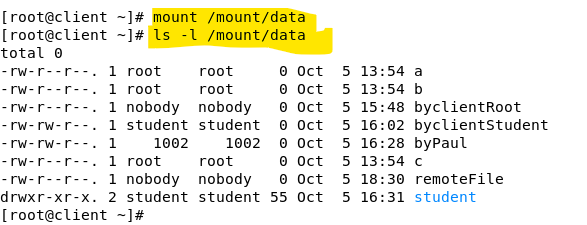 [root@client ~]# mount /mount/data
[root@client ~]# ls -l /mount/data
total 0
-rw-r--r--. 1 root    root     0 Oct  5 13:54 a
-rw-r--r--. 1 root    root     0 Oct  5 13:54 b
-rw-r--r--. 1 nobody  nobody   0 Oct  5 15:48 byclientRoot
-rw-rw-r--. 1 student student  0 Oct  5 16:02 byclientStudent
-rw-rw-r--. 1    1002    1002  0 Oct  5 16:28 byPaul
-rw-r--r--. 1 root    root     0 Oct  5 13:54 c
-rw-r--r--. 1 nobody  nobody   0 Oct  5 18:30 remoteFile
drwxr-xr-x. 2 student student 55 Oct  5 16:31 student
[root@client ~]#